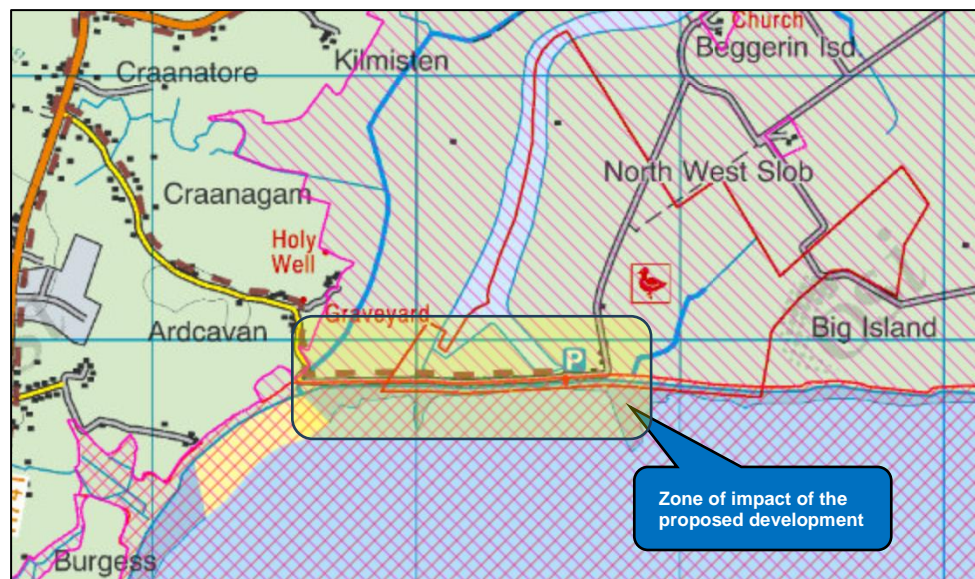 Church
Beggerin Isd
Craanatore
Kilmisten
North West Slob
Craanagam
Holy
Well
Graveyard
Ardcavan
Big Island
P
Zone of impact of the
proposed development
R741
Burgess